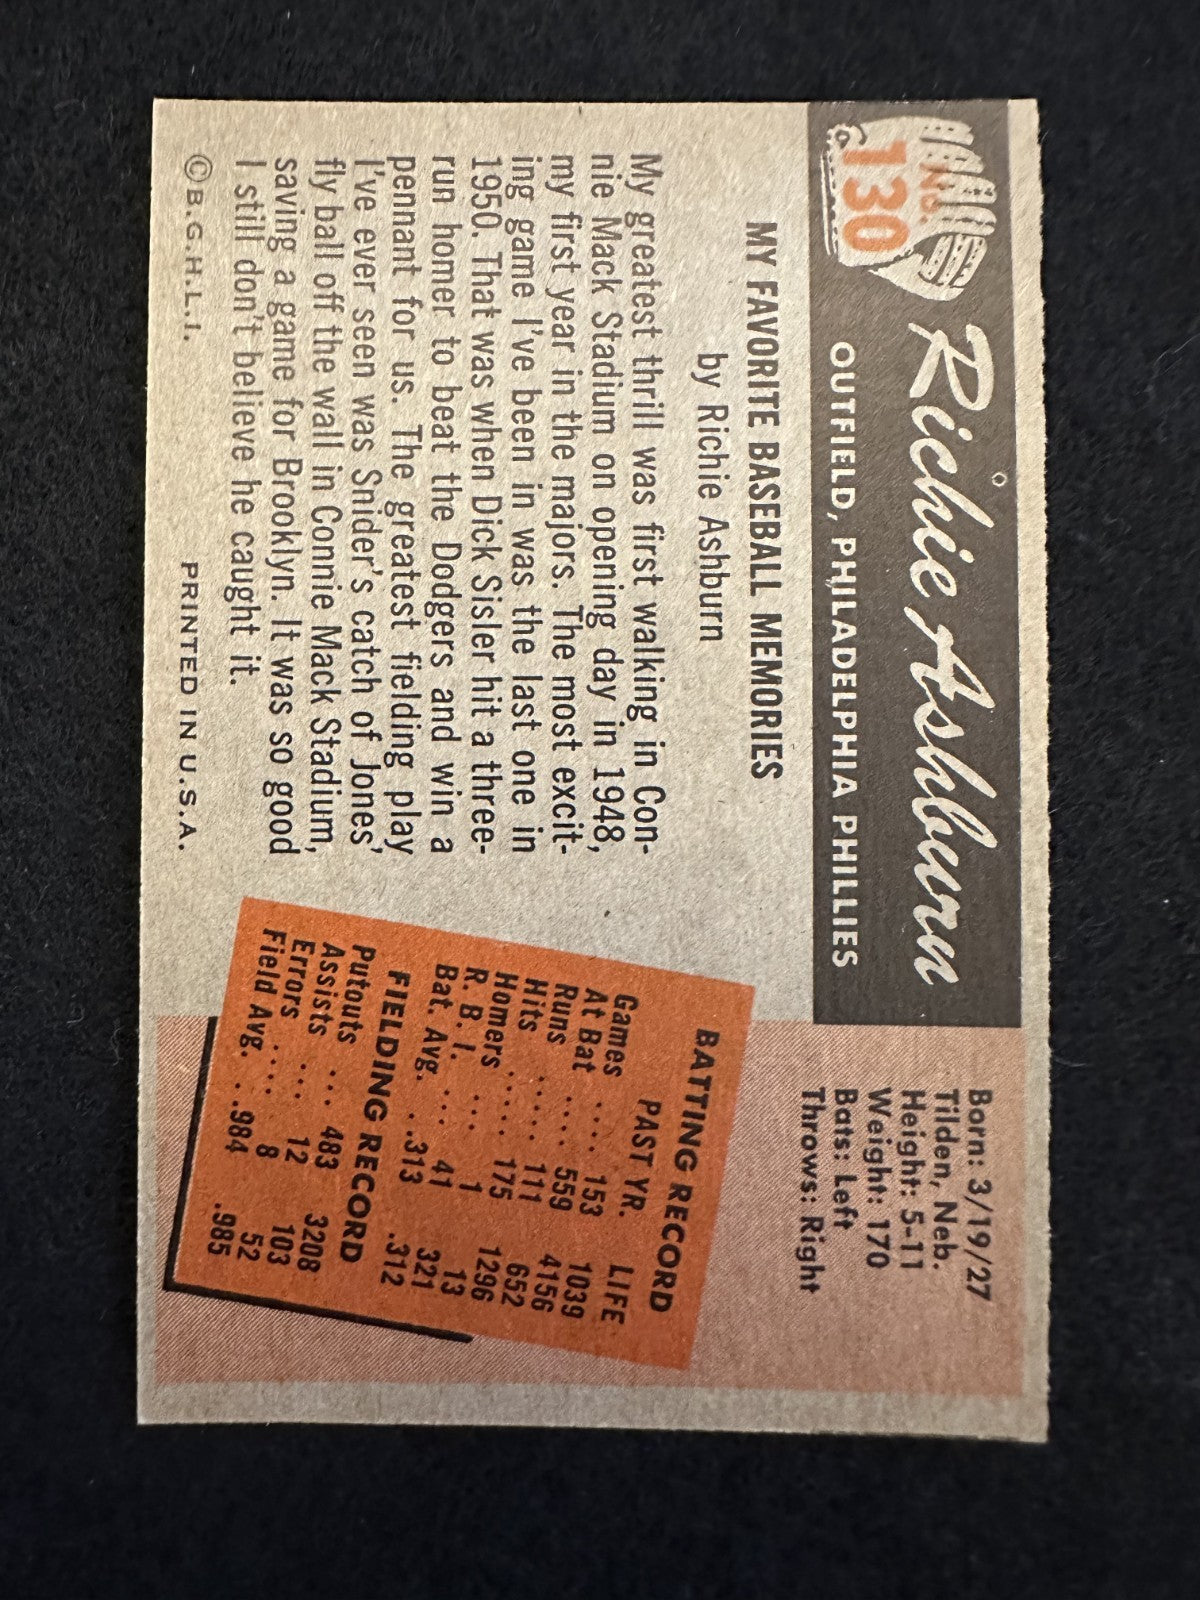 No.
130
Richie Ashburn
OUTFIELD, PHILADELPHIA PHILLIES
Born: 3/19/27
Tilden, Neb.
Height: 5-11
Weight: 170
Bats: Left
Throws: Right
MY FAVORITE BASEBALL MEMORIES
by Richie Ashburn
My greatest thrill was first walking in Con-
nie Mack Stadium on opening day in 1948,
my first year in the majors. The most excit-
ing game I've been in was the last one in
1950. That was when Dick Sisler hit a three-
run homer to beat the Dodgers and win a
pennant for us. The greatest fielding play
I've ever seen was Snider's catch of Jones'
fly ball off the wall in Connie Mack Stadium,
saving a game for Brooklyn. It was so good
I still don't believe he caught it.
©B.G.H.L.I.
PRINTED IN U.S.A.
BATTING RECORD
PAST YR. LIFE
Games .... 153 1039
At Bat ..... 559 4156
Runs ..... 111 652
Hits ..... 175 1296
Homers ... 1 13
R. B. I. ... 41 321
Bat. Avg. ..313 .312
FIELDING RECORD
Putouts ... 483 3208
Assists ... 12 103
Errors .... 8 52
Field Avg. ..984 .985